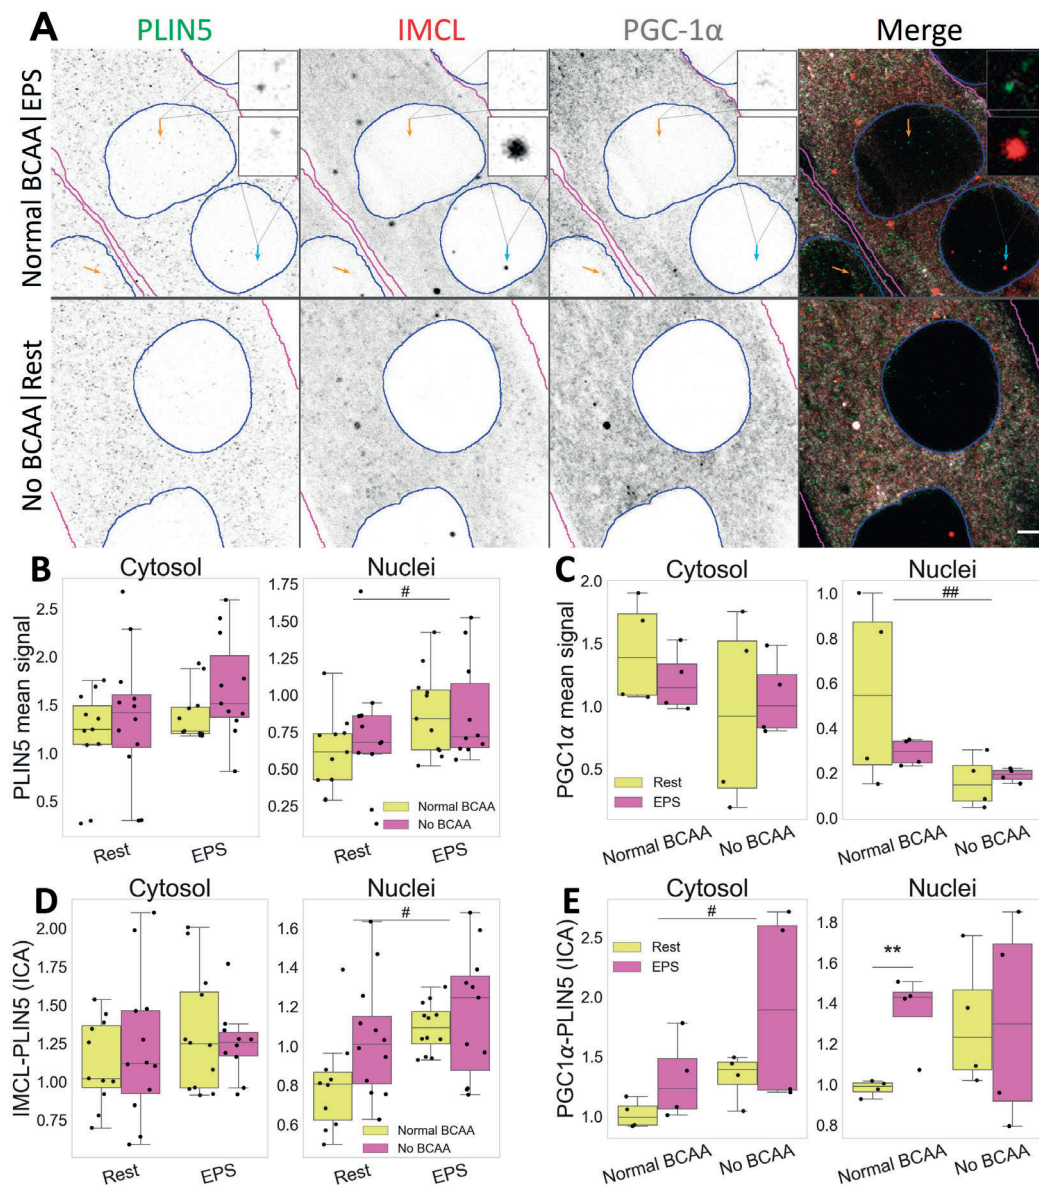 A
PLIN5 IMCL PGC-1α Merge
Normal BCAA|EPS
No BCAA|Rest
B
Cytosol Nuclei
PLIN5 mean signal
2.5
2.0
1.5
1.0
0.5
1.75
1.50
1.25
1.00
0.75
0.50
0.25
#
Normal BCAA
No BCAA
Rest EPS Rest EPS
C
Cytosol Nuclei
PGC1α mean signal
2.0
1.5
1.0
0.5
1.0
0.8
0.6
0.4
0.2
0.0
##
Rest
EPS
Normal BCAA No BCAA Normal BCAA No BCAA
D
Cytosol Nuclei
IMCL-PLIN5 (ICA)
2.00
1.75
1.50
1.25
1.00
0.75
1.6
1.4
1.2
1.0
0.8
0.6
#
Normal BCAA
No BCAA
Rest EPS Rest EPS
E
Cytosol Nuclei
PGC1α-PLIN5 (ICA)
2.5
2.0
1.5
1.0
1.8
1.6
1.4
1.2
1.0
0.8
#
**
Rest
EPS
Normal BCAA No BCAA Normal BCAA No BCAA